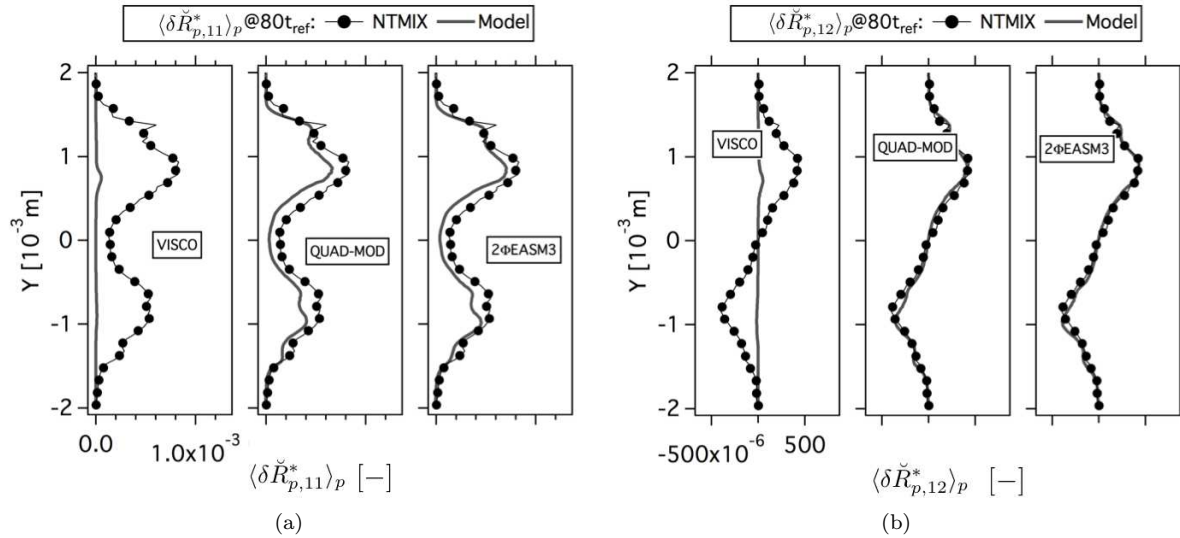 ⟨δR̆*p,11⟩p@80tref: NTMIX Model
2
1
0
-1
-2
Y [10-3m]
VISCO
QUAD-MOD
2ΦEASM3
0.0 1.0x10-3
⟨δR̆*p,11⟩p [−]
(a)
⟨δR̆*p,12⟩p@80tref: NTMIX Model
2
1
0
-1
-2
Y [10-3m]
VISCO
QUAD-MOD
2ΦEASM3
-500x10-6 500
⟨δR̆*p,12⟩p [−]
(b)